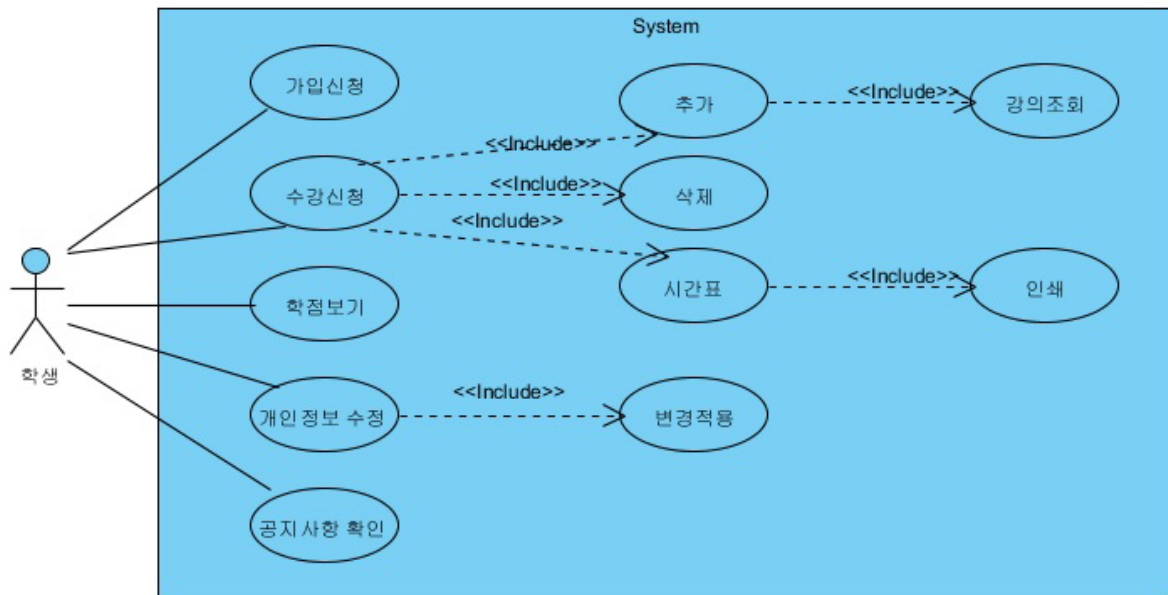 System
가입신청
추가
<<Include>>
강의조회
<<Include>>
수강신청
<<Include>>
삭제
<<Include>>
시간표
<<Include>>
인쇄
학점보기
학생
개인정보 수정
<<Include>>
변경적용
공지사항 확인